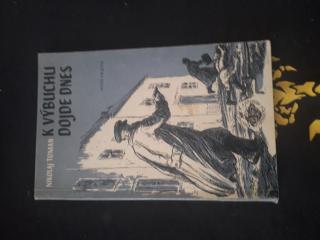 NIKOLAJ TOMAN
K VÝBUCHU
DOJDE DNES